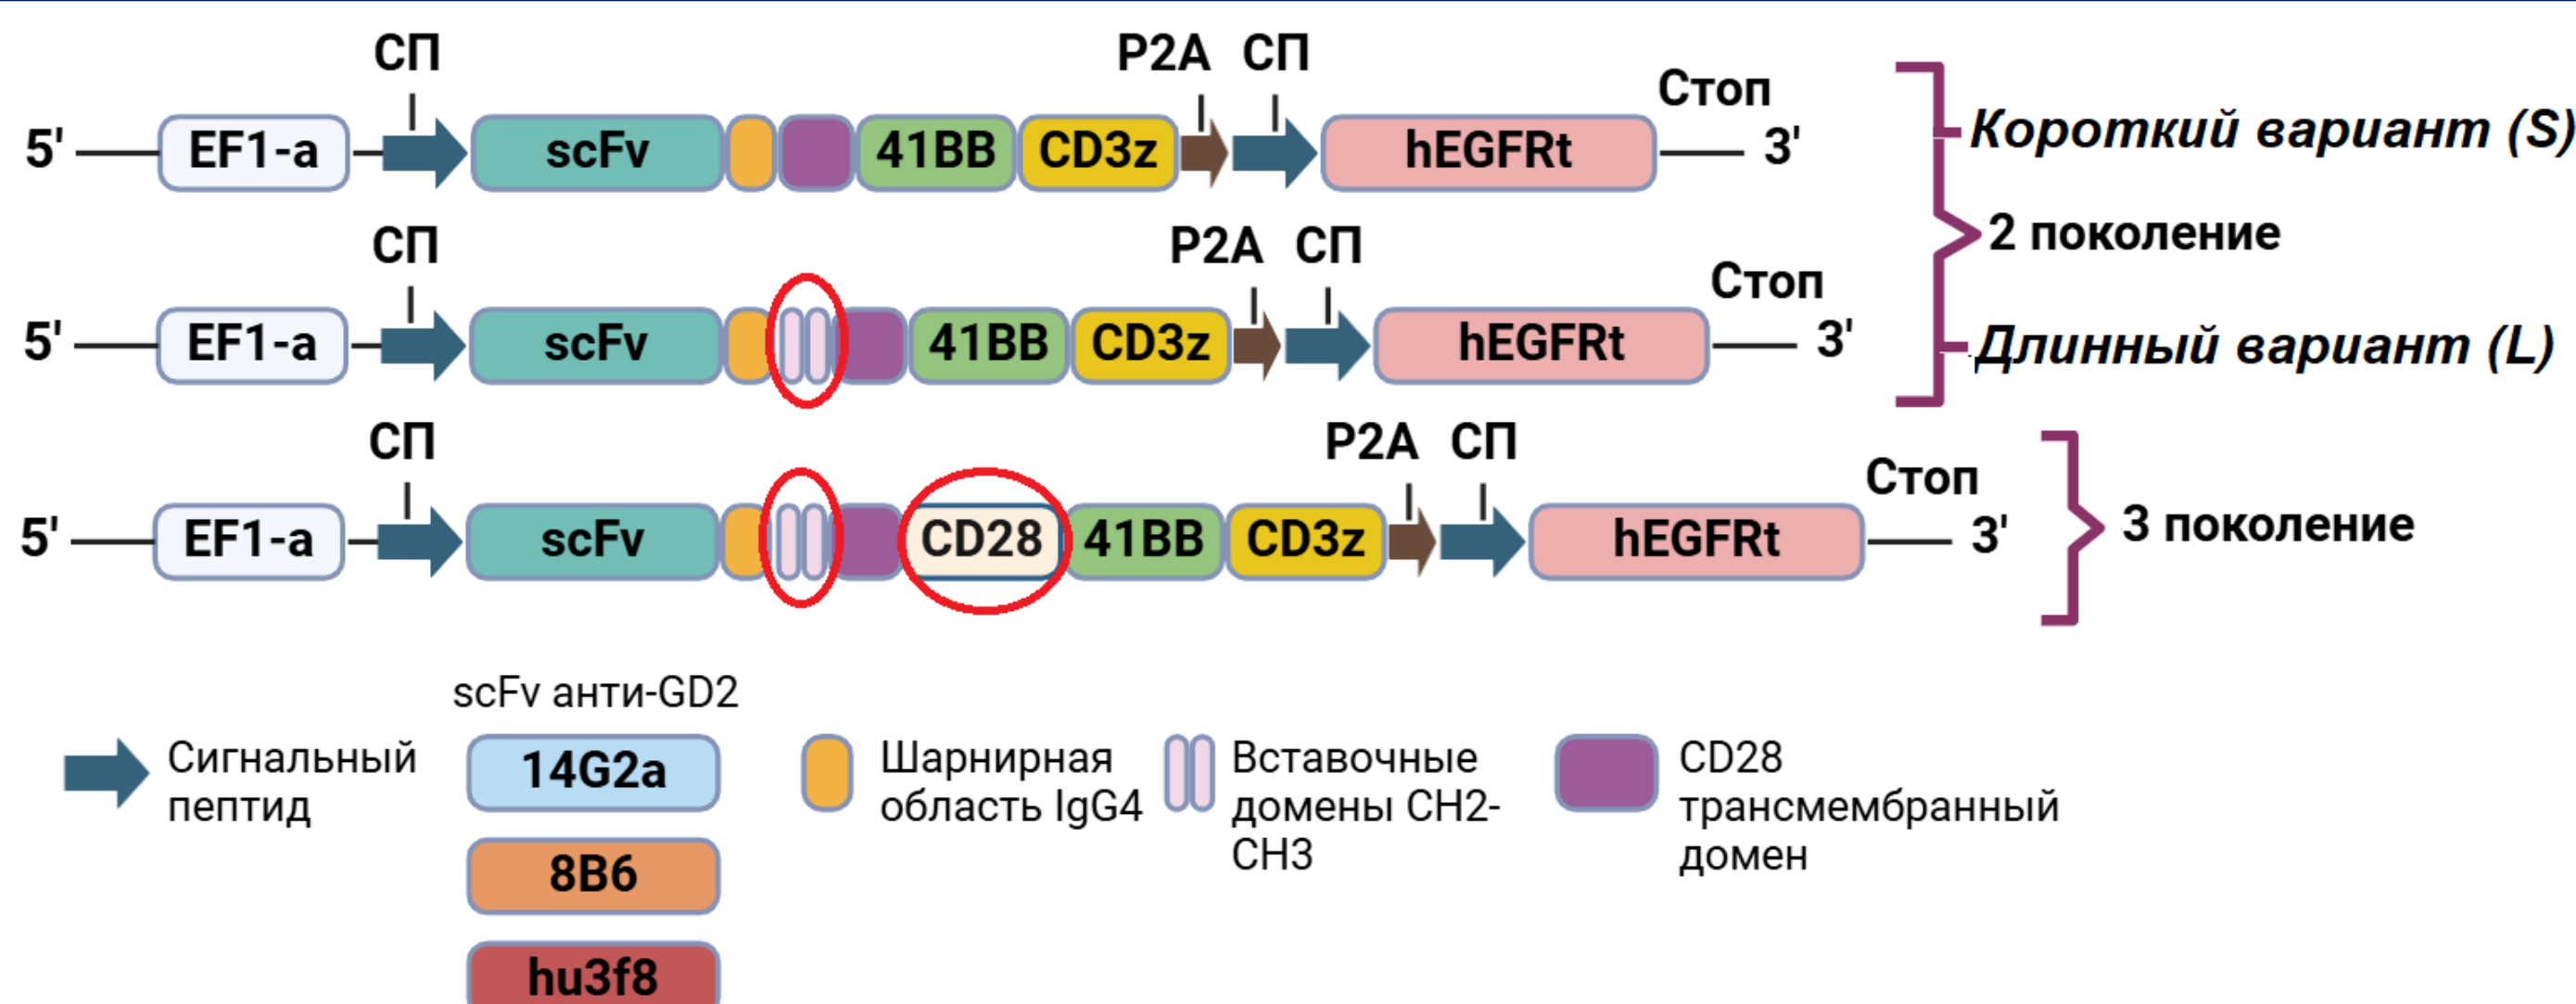 СП P2A СП Стоп
5' EF1-a scFv 41BB CD3z hEGFRt 3'
Короткий вариант (S)
СП P2A СП Стоп
2 поколение
5' EF1-a scFv 41BB CD3z hEGFRt 3'
Длинный вариант (L)
СП P2A СП Стоп
5' EF1-a scFv CD28 41BB CD3z hEGFRt 3'
3 поколение
scFv анти-GD2
Сигнальный
пептид
14G2a
8B6
hu3f8
Шарнирная
область IgG4
Вставочные
домены CH2-
CH3
CD28
трансмембранный
домен